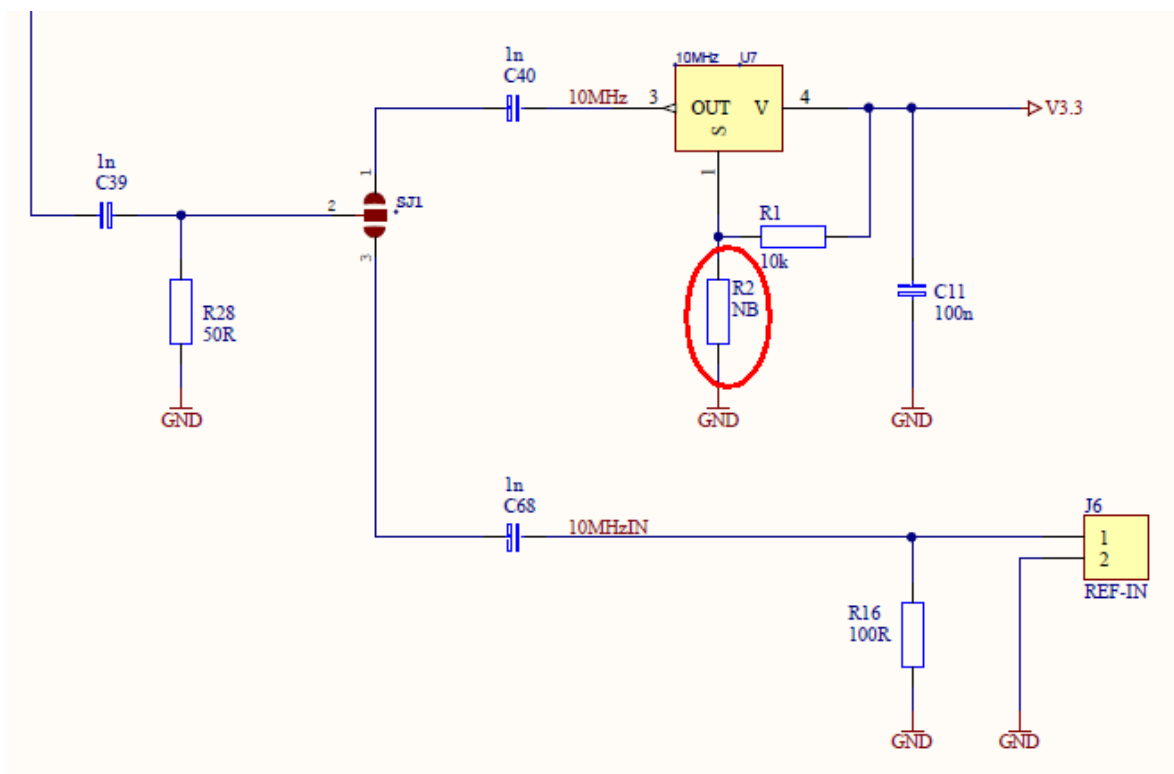 1n
C40
10MHz
U7
10MHz
3
OUT
V
4
V3.3
S
1
1n
C39
1
2
SJ1
3
R1
10k
R2
NB
R28
50R
C11
100n
GND
GND
GND
1n
C68
10MHzIN
J6
1
2
REF-IN
R16
100R
GND
GND